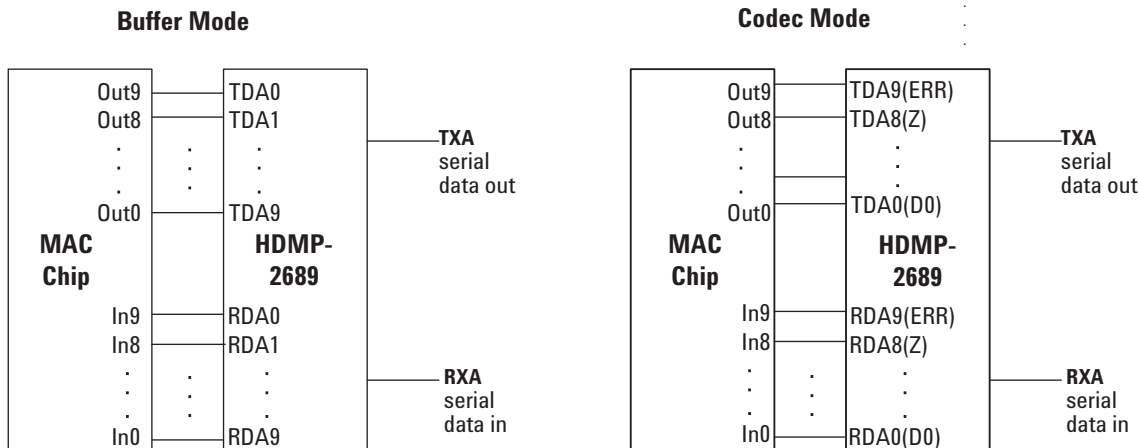 Buffer Mode
Out9 TDA0
Out8 TDA1
Out0 TDA9
TXA
serial
data out
MAC
Chip
HDMP-
2689
In9 RDA0
In8 RDA1
In0 RDA9
RXA
serial
data in
Codec Mode
Out9 TDA9(ERR)
Out8 TDA8(Z)
Out0 TDA0(D0)
TXA
serial
data out
MAC
Chip
HDMP-
2689
In9 RDA9(ERR)
In8 RDA8(Z)
In0 RDA0(D0)
RXA
serial
data in